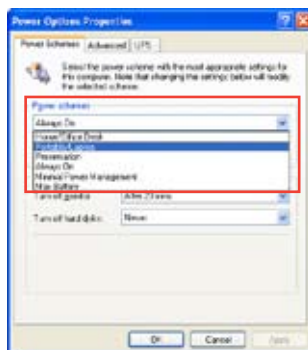 Power Options Properties
Power Schemes Advanced UPS
Select the power scheme with the most appropriate settings for
this computer. Note that changing the settings below will modify
the selected scheme.
Power schemes
Always On
Home/Office Desk
Portable/Laptop
Presentation
Always On
Minimal Power Management
Max Battery
Turn off monitor: After 20 mins
Turn off hard disks: Never
OK Cancel Apply